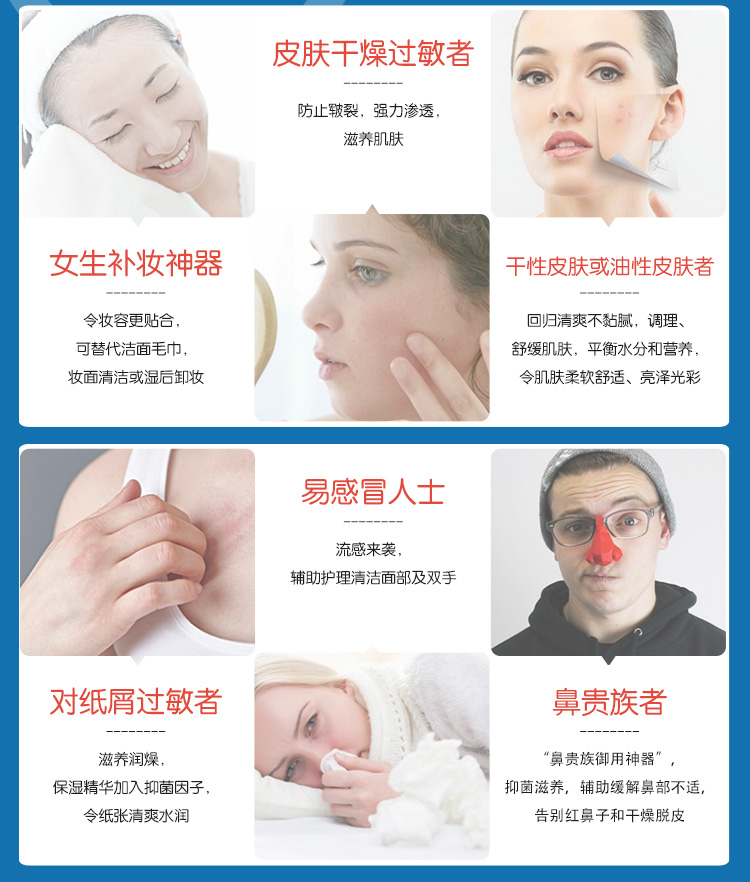 皮肤干燥过敏者
防止皲裂，强力渗透，
滋养肌肤
女生补妆神器
令妆容更贴合，
可替代洁面毛巾，
妆面清洁或湿后卸妆
干性皮肤或油性皮肤者
回归清爽不黏腻，调理、
舒缓肌肤，平衡水分和营养，
令肌肤柔软舒适、亮泽光彩
易感冒人士
流感来袭，
辅助护理清洁面部及双手
对纸屑过敏者
滋养润燥，
保湿精华加入抑菌因子，
令纸张清爽水润
鼻贵族者
“鼻贵族御用神器”，
抑菌滋养，辅助缓解鼻部不适，
告别红鼻子和干燥脱皮